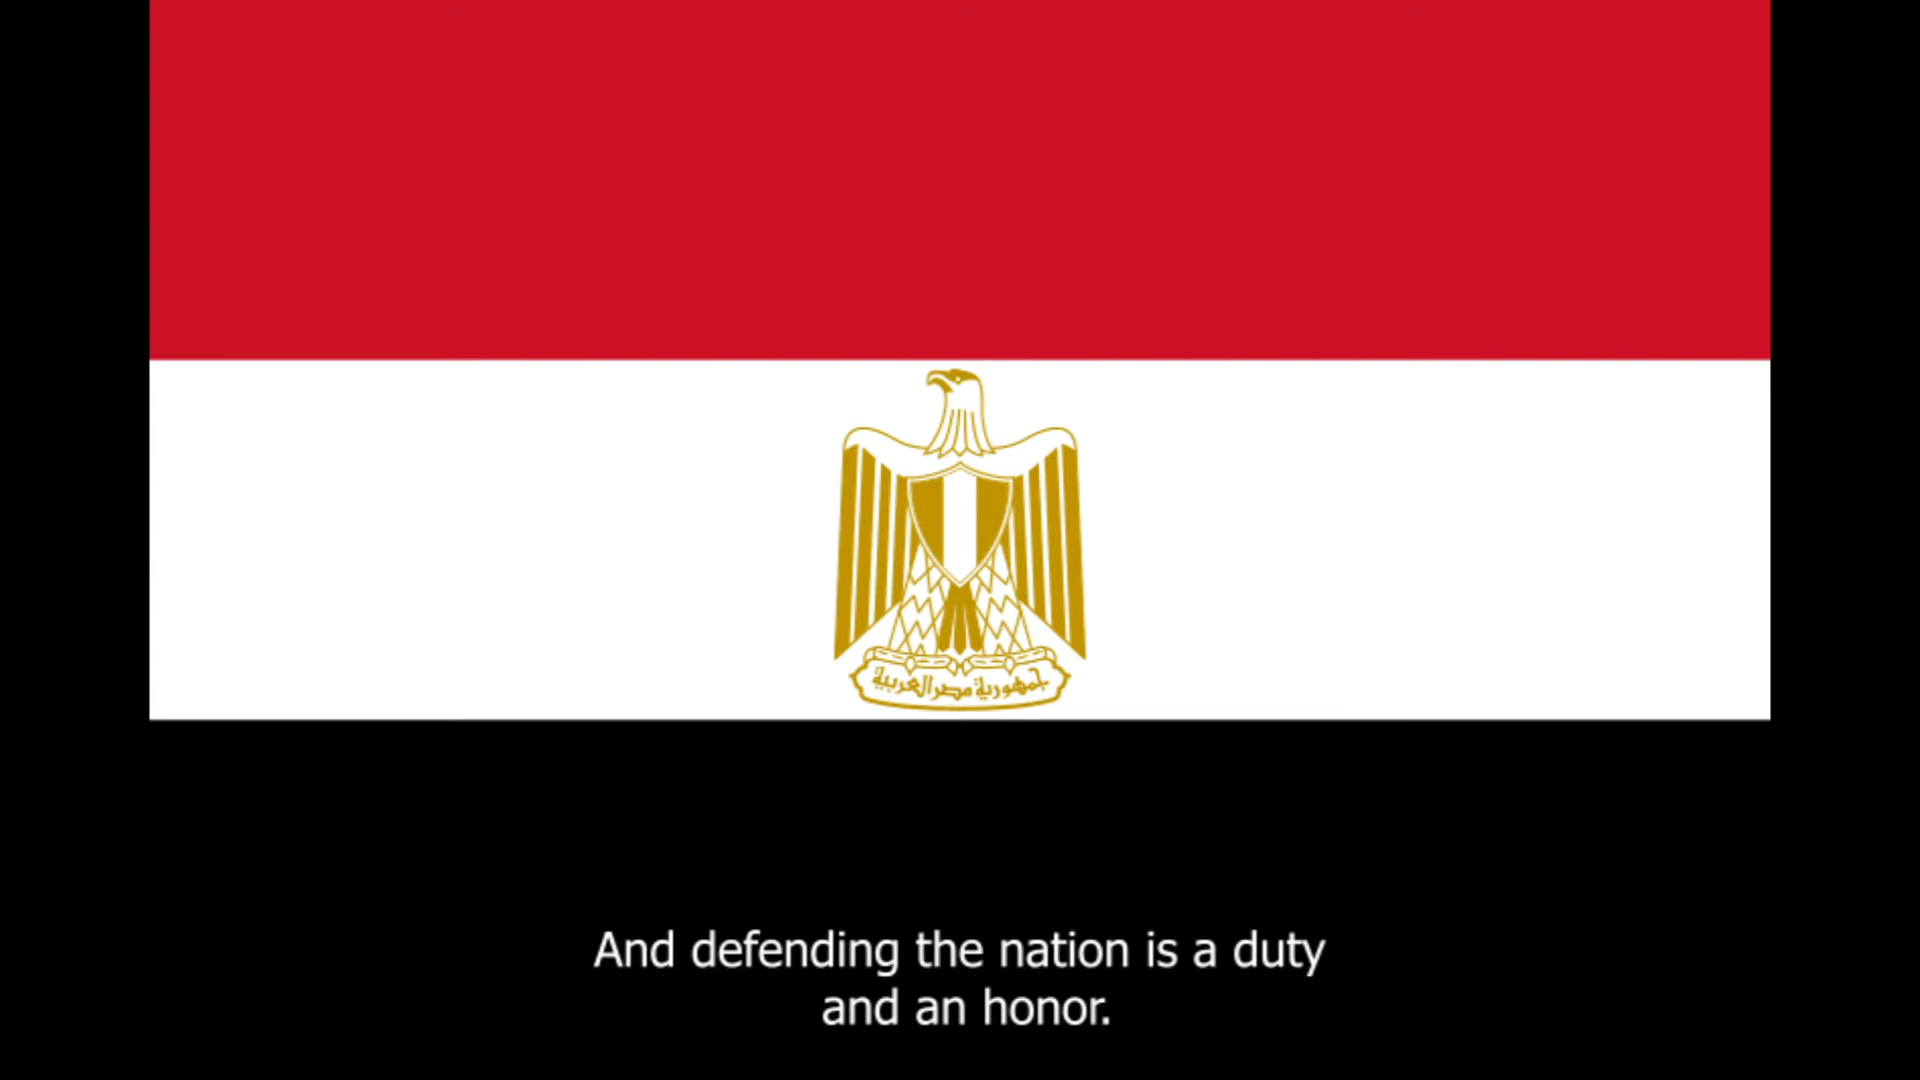 جمهورية مصر العربية
And defending the nation is a duty
and an honor.